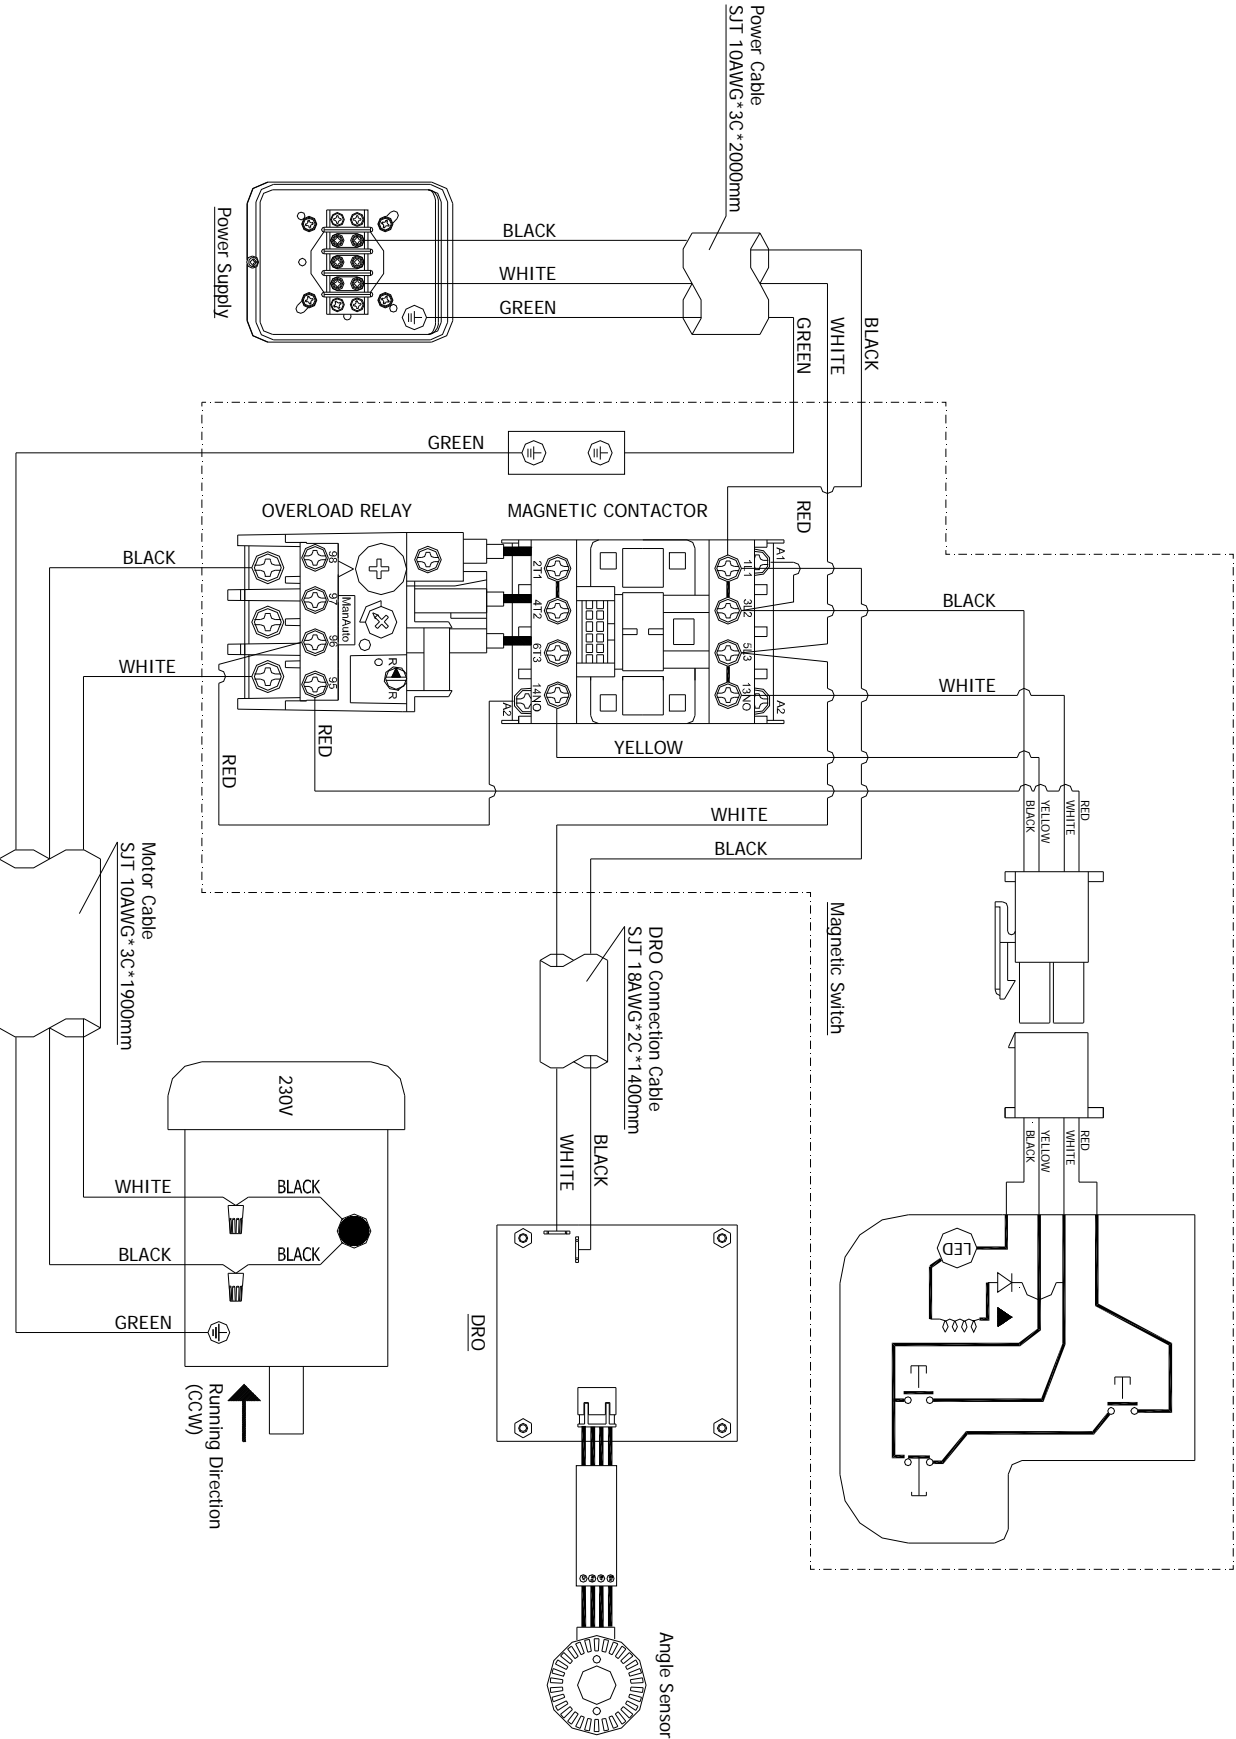 Power Cable
SJT 10AWG*3C*2000mm
Power Supply
BLACK
WHITE
GREEN
BLACK
WHITE
GREEN
GREEN
OVERLOAD RELAY
MAGNETIC CONTACTOR
RED
A1
1L1
3L2
5L3
13NO
A2
2T1
4T2
6T3
14NO
A2
98
97
96
95
ManAuto
R
O
R
BLACK
WHITE
BLACK
WHITE
YELLOW
RED
RED
WHITE
BLACK
RED
WHITE
YELLOW
BLACK
Magnetic Switch
Motor Cable
SJT 10AWG*3C*1900mm
DRO Connection Cable
SJT 18AWG*2C*1400mm
RED
WHITE
YELLOW
BLACK
230V
BLACK
WHITE
WHITE
BLACK
BLACK
BLACK
GREEN
LED
DRO
Running Direction
(CCW)
Angle Sensor